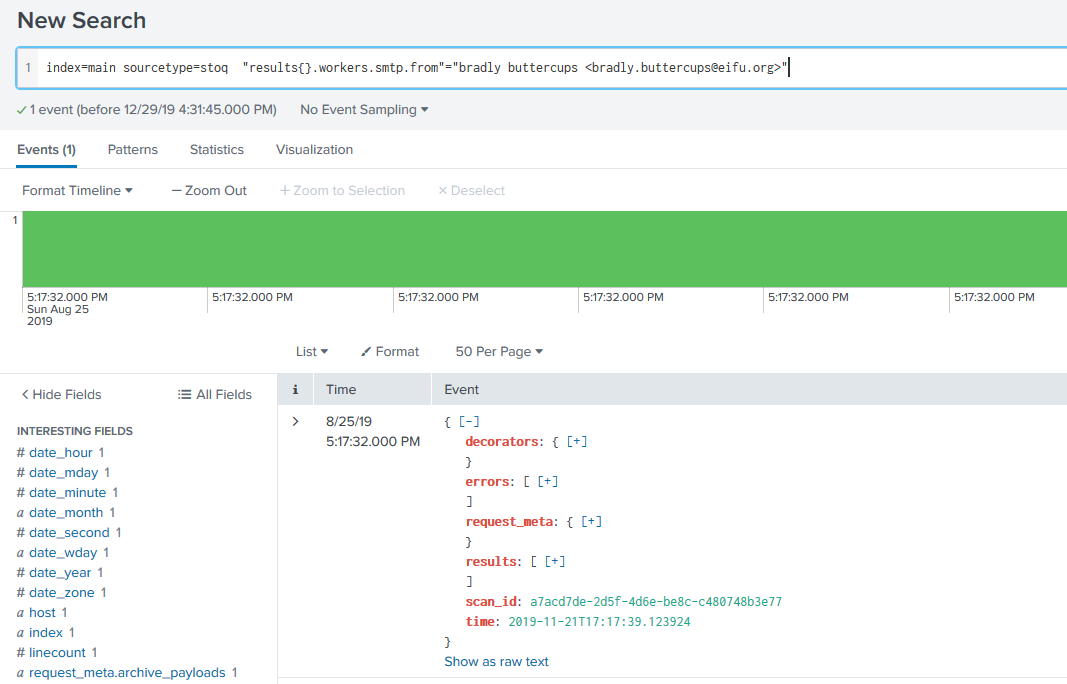 New Search
1 index=main sourcetype=stoq  "results{}.workers.smtp.from"="bradly buttercups <bradly.buttercups@eifu.org>"
✓ 1 event (before 12/29/19 4:31:45.000 PM) No Event Sampling ▾
Events (1) Patterns Statistics Visualization
Format Timeline ▾ — Zoom Out + Zoom to Selection × Deselect
1
5:17:32.000 PM 5:17:32.000 PM 5:17:32.000 PM 5:17:32.000 PM 5:17:32.000 PM 5:17:32.000 PM
Sun Aug 25
2019
List ▾ Format 50 Per Page ▾
< Hide Fields All Fields
INTERESTING FIELDS
# date_hour 1
# date_mday 1
# date_minute 1
a date_month 1
# date_second 1
a date_wday 1
# date_year 1
# date_zone 1
a host 1
a index 1
# linecount 1
a request_meta.archive_payloads 1
i Time Event
> 8/25/19
5:17:32.000 PM
{ [-]
decorators: { [+]
}
errors: [ [+]
]
request_meta: { [+]
}
results: [ [+]
]
scan_id: a7acd7de-2d5f-4d6e-be8c-c480748b3e77
time: 2019-11-21T17:17:39.123924
}
Show as raw text